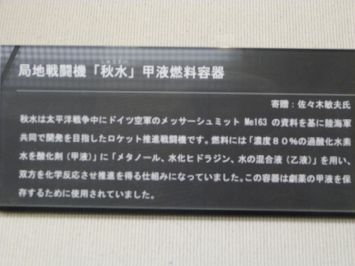 局地戦闘機「秋水」甲液燃料容器
寄贈：佐々木敏夫氏
秋水は太平洋戦争中にドイツ空軍のメッサーシュミット Me163 の資料を基に陸海軍
共同で開発を目指したロケット推進戦闘機です。燃料には「濃度８０％の過酸化水素
水を酸化剤（甲液）」に「メタノール、水化ヒドラジン、水の混合液（乙液）」を用い、
双方を化学反応させ推進を得る仕組みになっていました。この容器は劇薬の甲液を保
存するために使用されていました。